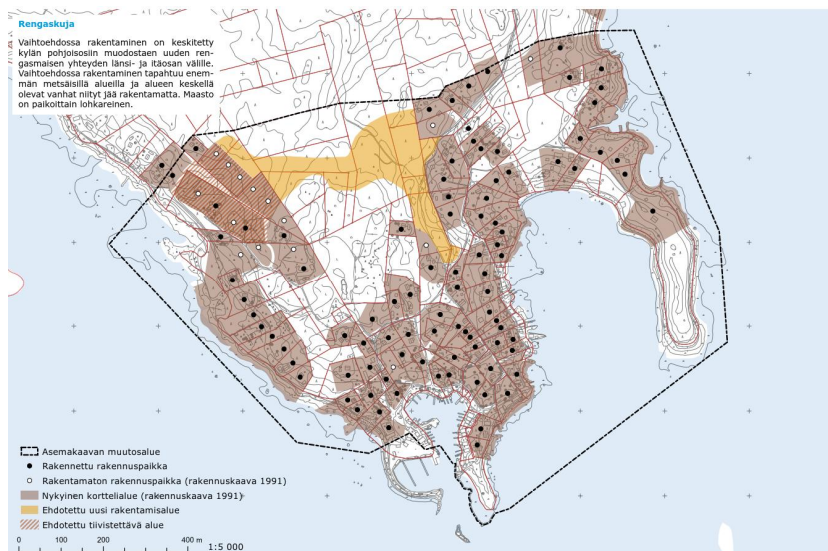 Rengaskuja
Vaihtoehdossa rakentaminen on keskitetty
kylän pohjoisosiin muodostaen uuden ren-
gasmaisen yhteyden länsi- ja itäosan välille.
Vaihtoehdossa rakentaminen tapahtuu enem-
män metsäisillä alueilla ja alueen keskellä
olevat vanhat niityt jää rakentamatta. Maasto
on paikoittain lohkareinen.
Asemakaavan muutosalue
Rakennettu rakennuspaikka
Rakentamaton rakennuspaikka (rakennuskaava 1991)
Nykyinen korttelialue (rakennuskaava 1991)
Ehdotettu uusi rakentamisalue
Ehdotettu tiivistettävä alue
0 100 200 400 m
1:5 000